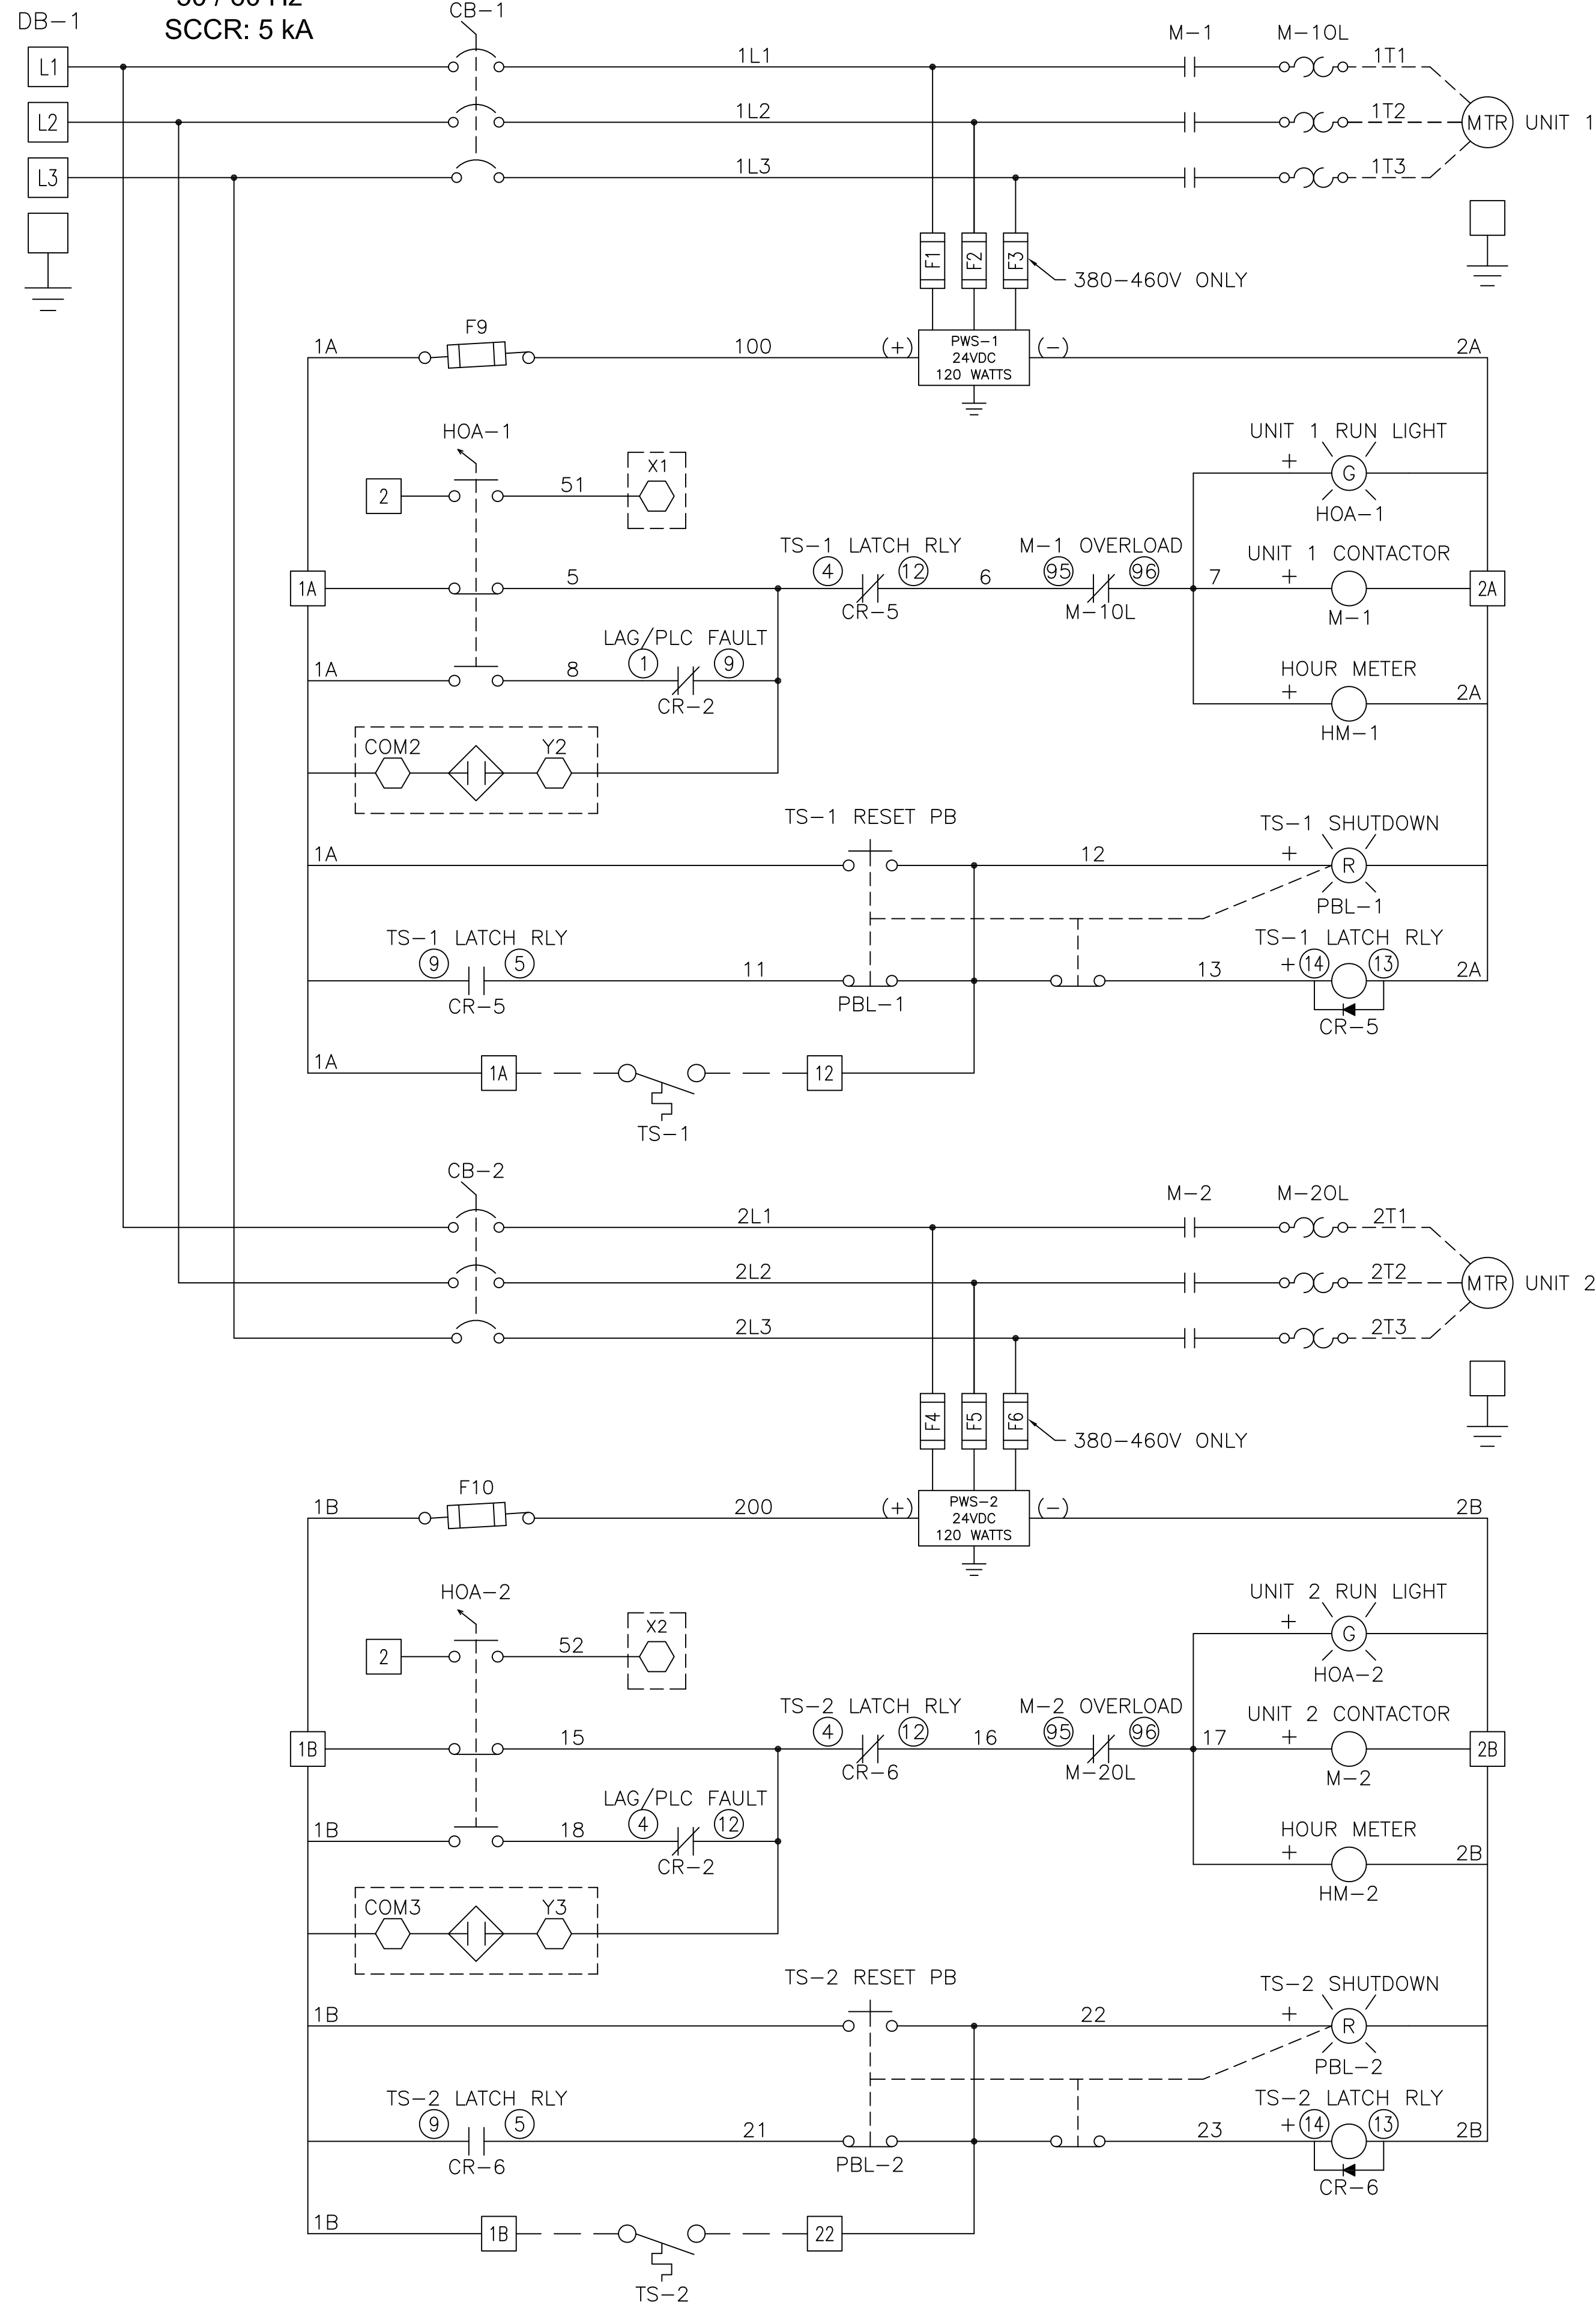 50 / 60 Hz
SCCR: 5 kA
DB-1
CB-1
M-1
M-1OL
L1
1L1
1T1
L2
1L2
1T2
MTR
UNIT 1
L3
1L3
1T3
F1
F2
F3
380-460V ONLY
1A
F9
100
(+)
PWS-1
24VDC
120 WATTS
(-)
2A
HOA-1
2
51
X1
UNIT 1 RUN LIGHT
+
G
HOA-1
1A
5
TS-1 LATCH RLY
4
12
CR-5
6
M-1 OVERLOAD
95
96
M-1OL
7
UNIT 1 CONTACTOR
+
M-1
2A
1A
8
LAG/PLC FAULT
1
9
CR-2
HOUR METER
+
HM-1
2A
COM2
Y2
TS-1 RESET PB
1A
12
TS-1 SHUTDOWN
+
R
PBL-1
TS-1 LATCH RLY
9
5
CR-5
11
PBL-1
13
TS-1 LATCH RLY
+
14
13
CR-5
2A
1A
1A
TS-1
12
CB-2
M-2
M-2OL
2L1
2T1
2L2
2T2
MTR
UNIT 2
2L3
2T3
F4
F5
F6
380-460V ONLY
1B
F10
200
(+)
PWS-2
24VDC
120 WATTS
(-)
2B
HOA-2
2
52
X2
UNIT 2 RUN LIGHT
+
G
HOA-2
1B
15
TS-2 LATCH RLY
4
12
CR-6
16
M-2 OVERLOAD
95
96
M-2OL
17
UNIT 2 CONTACTOR
+
M-2
2B
1B
18
LAG/PLC FAULT
4
12
CR-2
HOUR METER
+
HM-2
2B
COM3
Y3
TS-2 RESET PB
1B
22
TS-2 SHUTDOWN
+
R
PBL-2
TS-2 LATCH RLY
9
5
CR-6
21
PBL-2
23
TS-2 LATCH RLY
+
14
13
CR-6
2B
1B
1B
TS-2
22